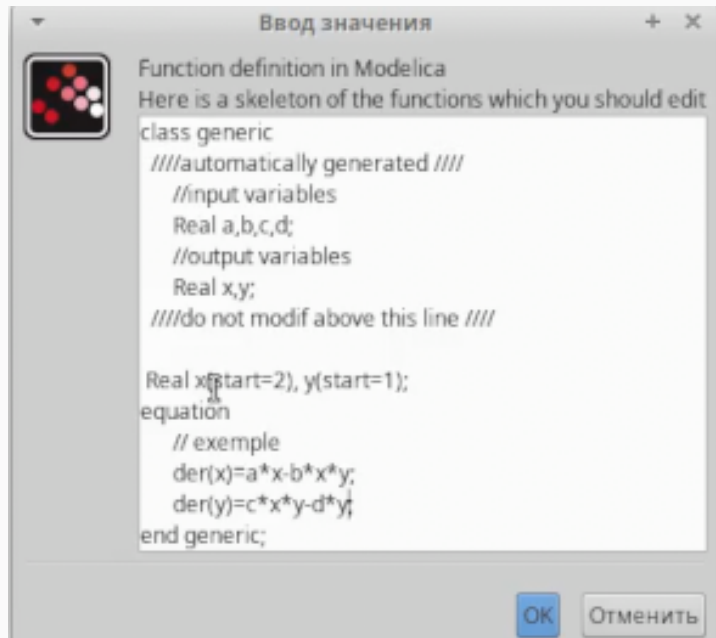 Ввод значения
Function definition in Modelica
Here is a skeleton of the functions which you should edit
class generic
////automatically generated ////
//input variables
Real a,b,c,d;
//output variables
Real x,y;
////do not modif above this line ////
Real x(start=2), y(start=1);
equation
// exemple
der(x)=a*x-b*x*y;
der(y)=c*x*y-d*y;
end generic;
OK
Отменить